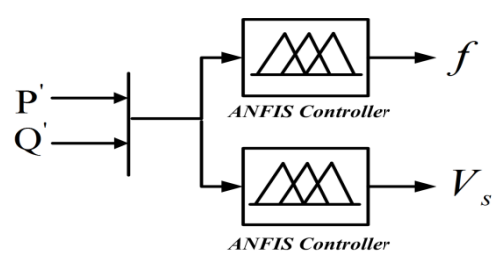 P'
Q'
f
ANFIS Controller
V_s
ANFIS Controller